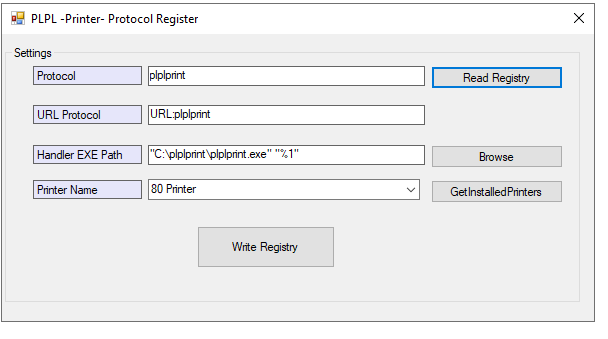 PLPL -Printer- Protocol Register
Settings
Protocol plplprint Read Registry
URL Protocol URL:plplprint
Handler EXE Path "C:\plplprint\plplprint.exe" "%1" Browse
Printer Name 80 Printer GetInstalledPrinters
Write Registry